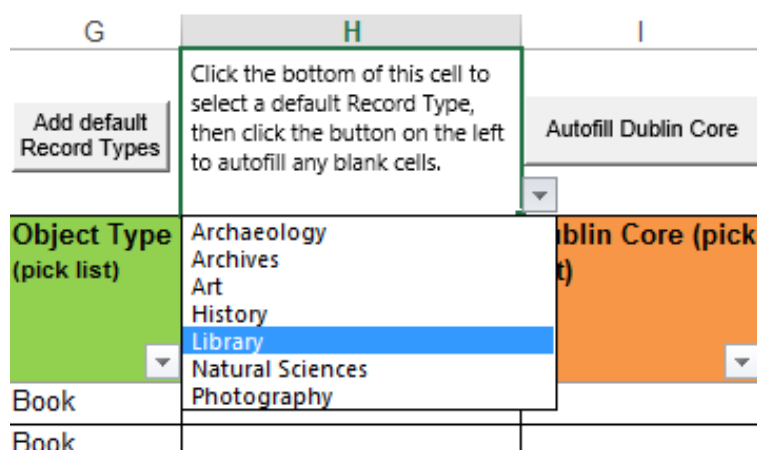 G
H
I
Add default
Record Types
Click the bottom of this cell to
select a default Record Type,
then click the button on the left
to autofill any blank cells.
Autofill Dublin Core
Object Type
(pick list)
Archaeology
Archives
Art
History
Library
Natural Sciences
Photography
iblin Core (pick
t)
Book
Book